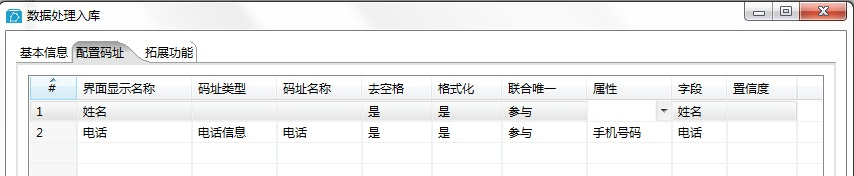 数据处理入库
基本信息 配置码址 拓展功能
# 界面显示名称 码址类型 码址名称 去空格 格式化 联合唯一 属性 字段 置信度
1 姓名 是 是 参与 姓名
2 电话 电话信息 电话 是 是 参与 手机号码 电话